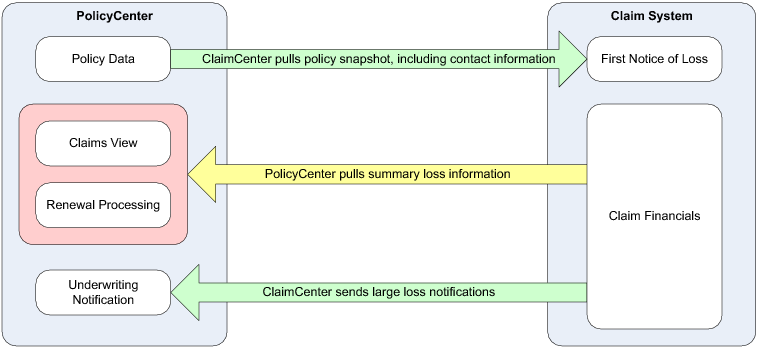 PolicyCenter
Claim System
Policy Data
ClaimCenter pulls policy snapshot, including contact information
First Notice of Loss
Claims View
PolicyCenter pulls summary loss information
Renewal Processing
Claim Financials
Underwriting
Notification
ClaimCenter sends large loss notifications